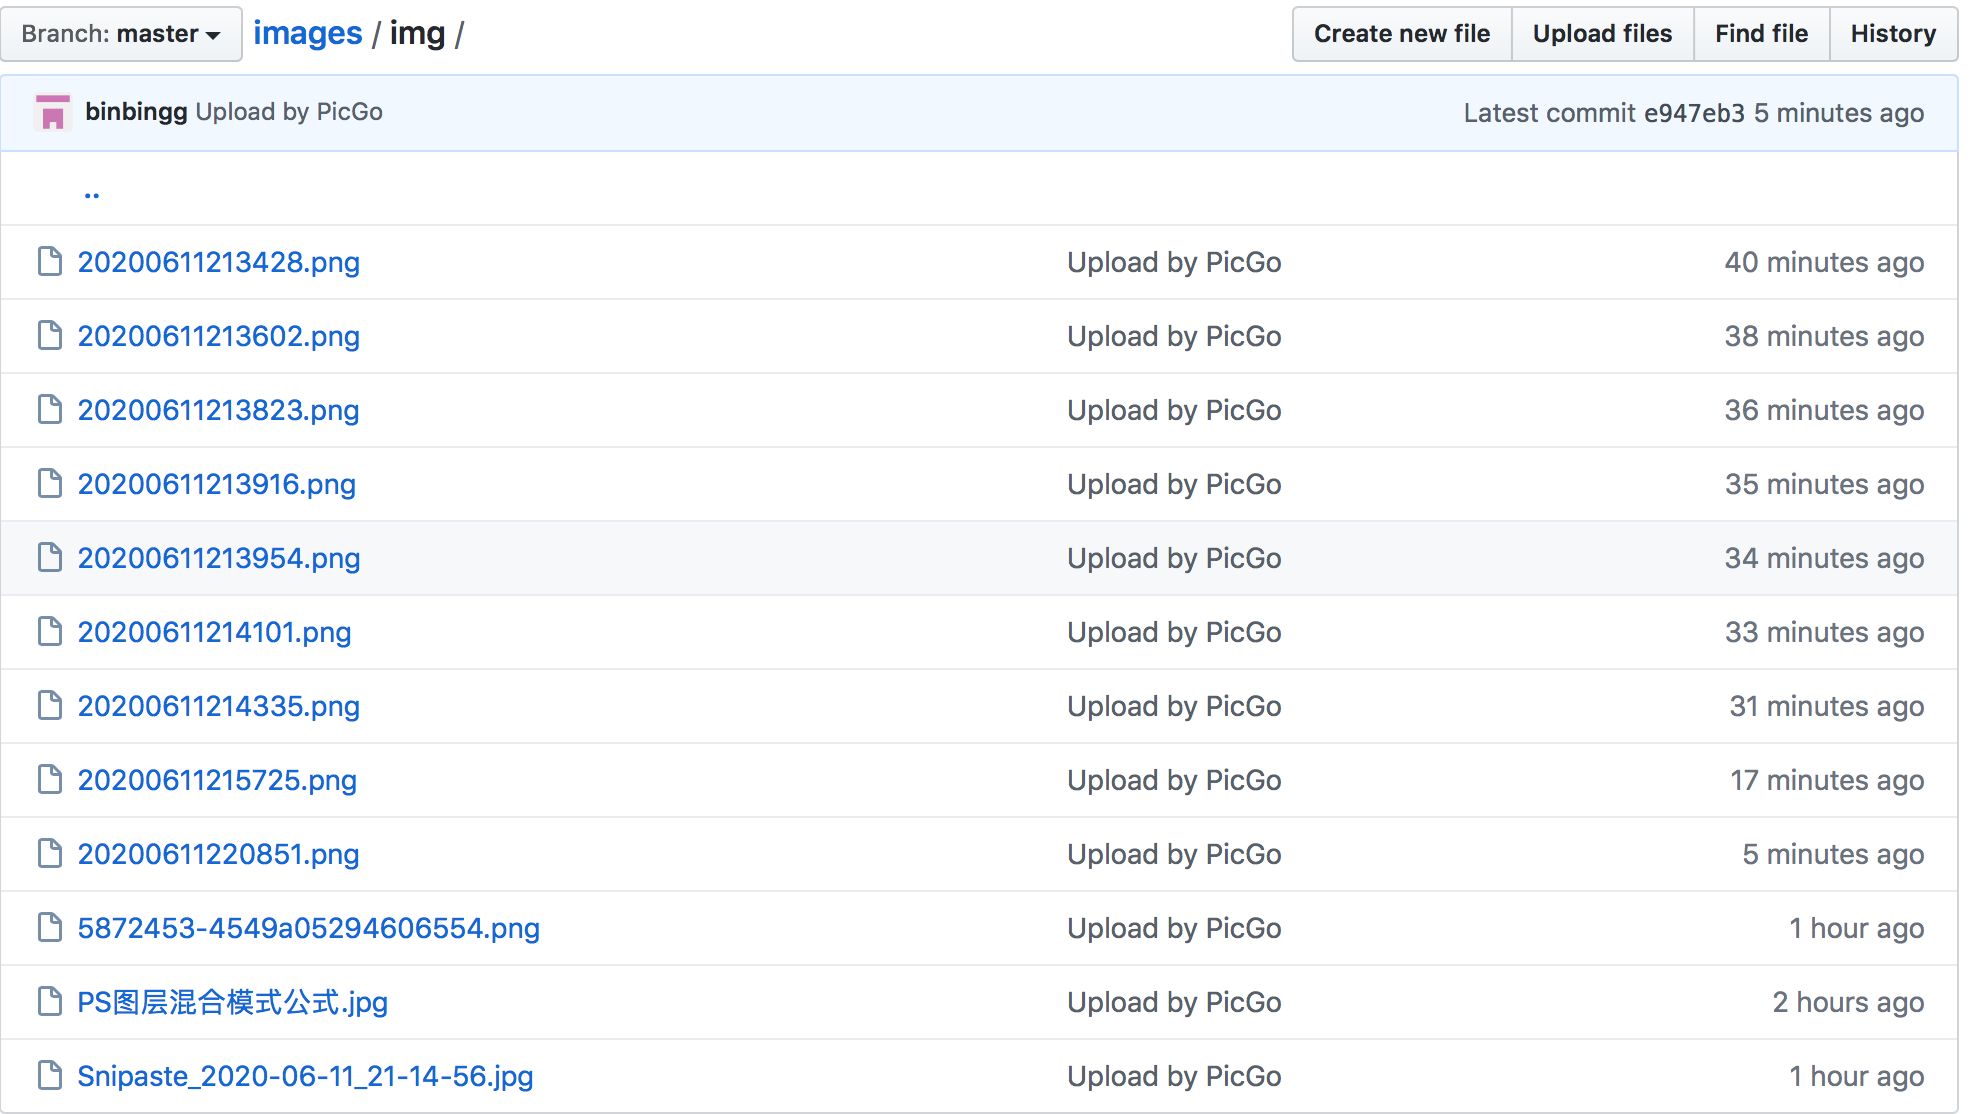 Branch: master images / img / Create new file Upload files Find file History
binbingg Upload by PicGo Latest commit e947eb3 5 minutes ago
..
20200611213428.png Upload by PicGo 40 minutes ago
20200611213602.png Upload by PicGo 38 minutes ago
20200611213823.png Upload by PicGo 36 minutes ago
20200611213916.png Upload by PicGo 35 minutes ago
20200611213954.png Upload by PicGo 34 minutes ago
20200611214101.png Upload by PicGo 33 minutes ago
20200611214335.png Upload by PicGo 31 minutes ago
20200611215725.png Upload by PicGo 17 minutes ago
20200611220851.png Upload by PicGo 5 minutes ago
5872453-4549a05294606554.png Upload by PicGo 1 hour ago
PS图层混合模式公式.jpg Upload by PicGo 2 hours ago
Snipaste_2020-06-11_21-14-56.jpg Upload by PicGo 1 hour ago